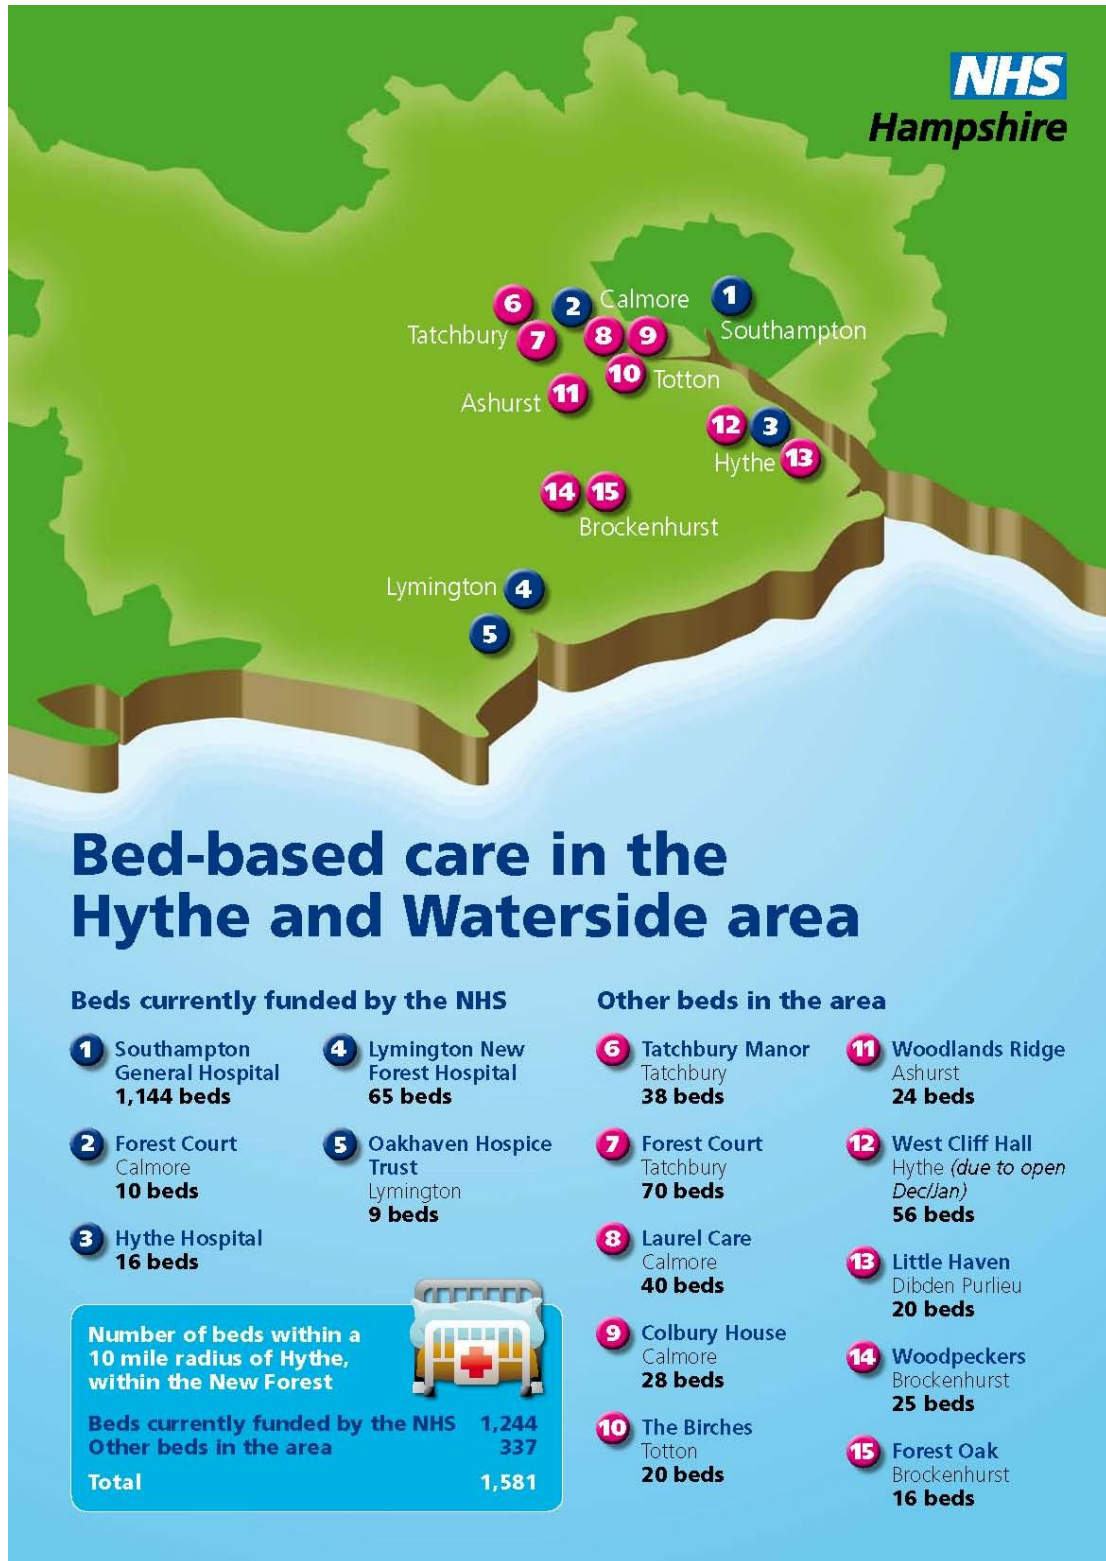 NHS
Hampshire
6
2
Calmore
1
Tatchbury
7
8
9
Southampton
10
Totton
Ashurst
11
12
3
Hythe
13
14
15
Brockenhurst
Lymington
4
5
Bed-based care in the
Hythe and Waterside area
Beds currently funded by the NHS
1
Southampton
General Hospital
1,144 beds
2
Forest Court
Calmore
10 beds
3
Hythe Hospital
16 beds
4
Lymington New
Forest Hospital
65 beds
5
Oakhaven Hospice
Trust
Lymington
9 beds
Number of beds within a
10 mile radius of Hythe,
within the New Forest
Beds currently funded by the NHS 1,244
Other beds in the area 337
Total 1,581
Other beds in the area
6
Tatchbury Manor
Tatchbury
38 beds
7
Forest Court
Tatchbury
70 beds
8
Laurel Care
Calmore
40 beds
9
Colbury House
Calmore
28 beds
10
The Birches
Totton
20 beds
11
Woodlands Ridge
Ashurst
24 beds
12
West Cliff Hall
Hythe (due to open
Dec/Jan)
56 beds
13
Little Haven
Dibden Purlieu
20 beds
14
Woodpeckers
Brockenhurst
25 beds
15
Forest Oak
Brockenhurst
16 beds